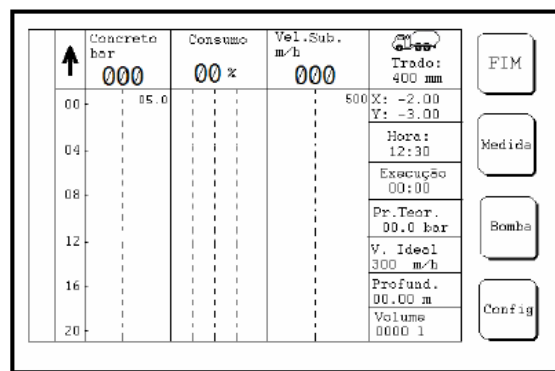 Concreto
bar
000
Consumo
00 %
Vel.Sub.
m/h
000
Trado:
400 mm
05.0
500
00
04
08
12
16
20
X: -2.00
Y: -3.00
Hora:
12:30
Execução
00:00
Pr.Teor.
00.0 bar
V. Ideal
300 m/h
Profund.
00.00 m
Volume
0000 l
FIM
Medida
Bomba
Config